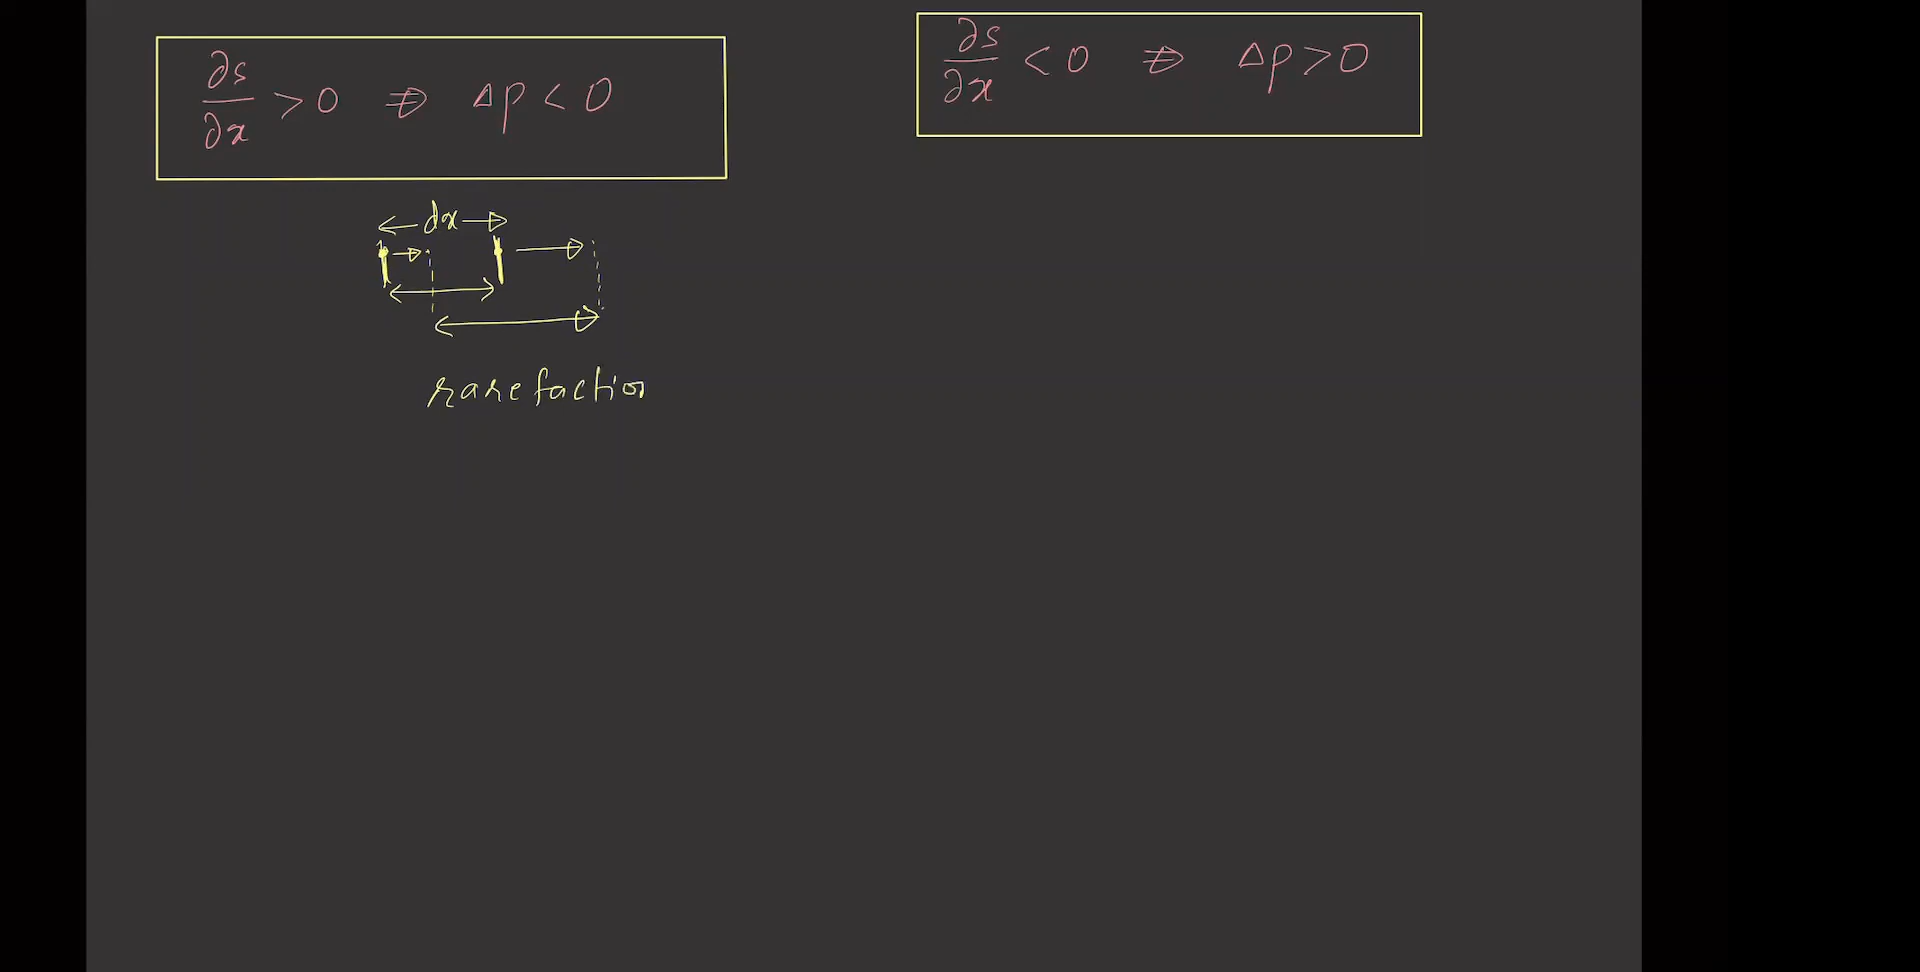 ∂s/∂x > 0 ⇒ Δp < 0
∂s/∂x < 0 ⇒ Δp > 0
dx
rarefaction